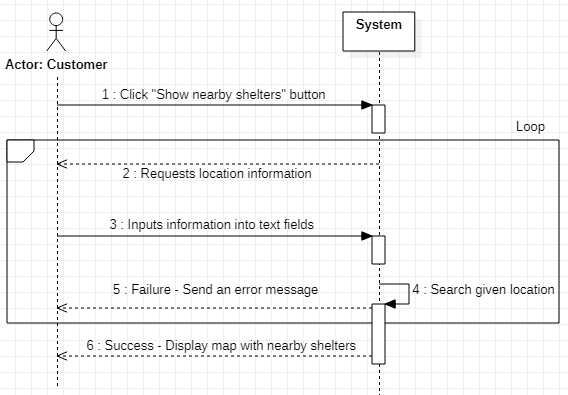 System
Actor: Customer
1 : Click "Show nearby shelters" button
Loop
2 : Requests location information
3 : Inputs information into text fields
5 : Failure - Send an error message
4 : Search given location
6 : Success - Display map with nearby shelters